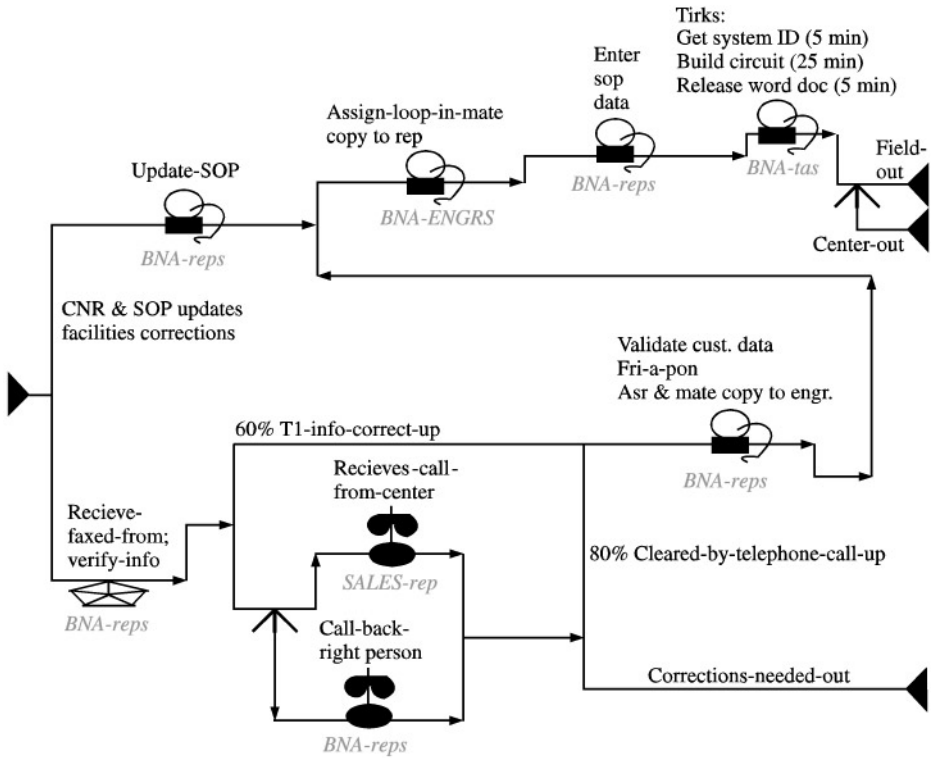 Tirks:
Get system ID (5 min)
Build circuit (25 min)
Release word doc (5 min)
Enter
sop
data
Assign-loop-in-mate
copy to rep
Update-SOP
BNA-reps
BNA-ENGRS
BNA-reps
BNA-tas
Field-
out
Center-out
CNR & SOP updates
facilities corrections
Validate cust. data
Fri-a-pon
Asr & mate copy to engr.
BNA-reps
60% T1-info-correct-up
Recieves-call-
from-center
SALES-rep
Recieve-
faxed-from;
verify-info
BNA-reps
80% Cleared-by-telephone-call-up
Call-back-
right person
BNA-reps
Corrections-needed-out